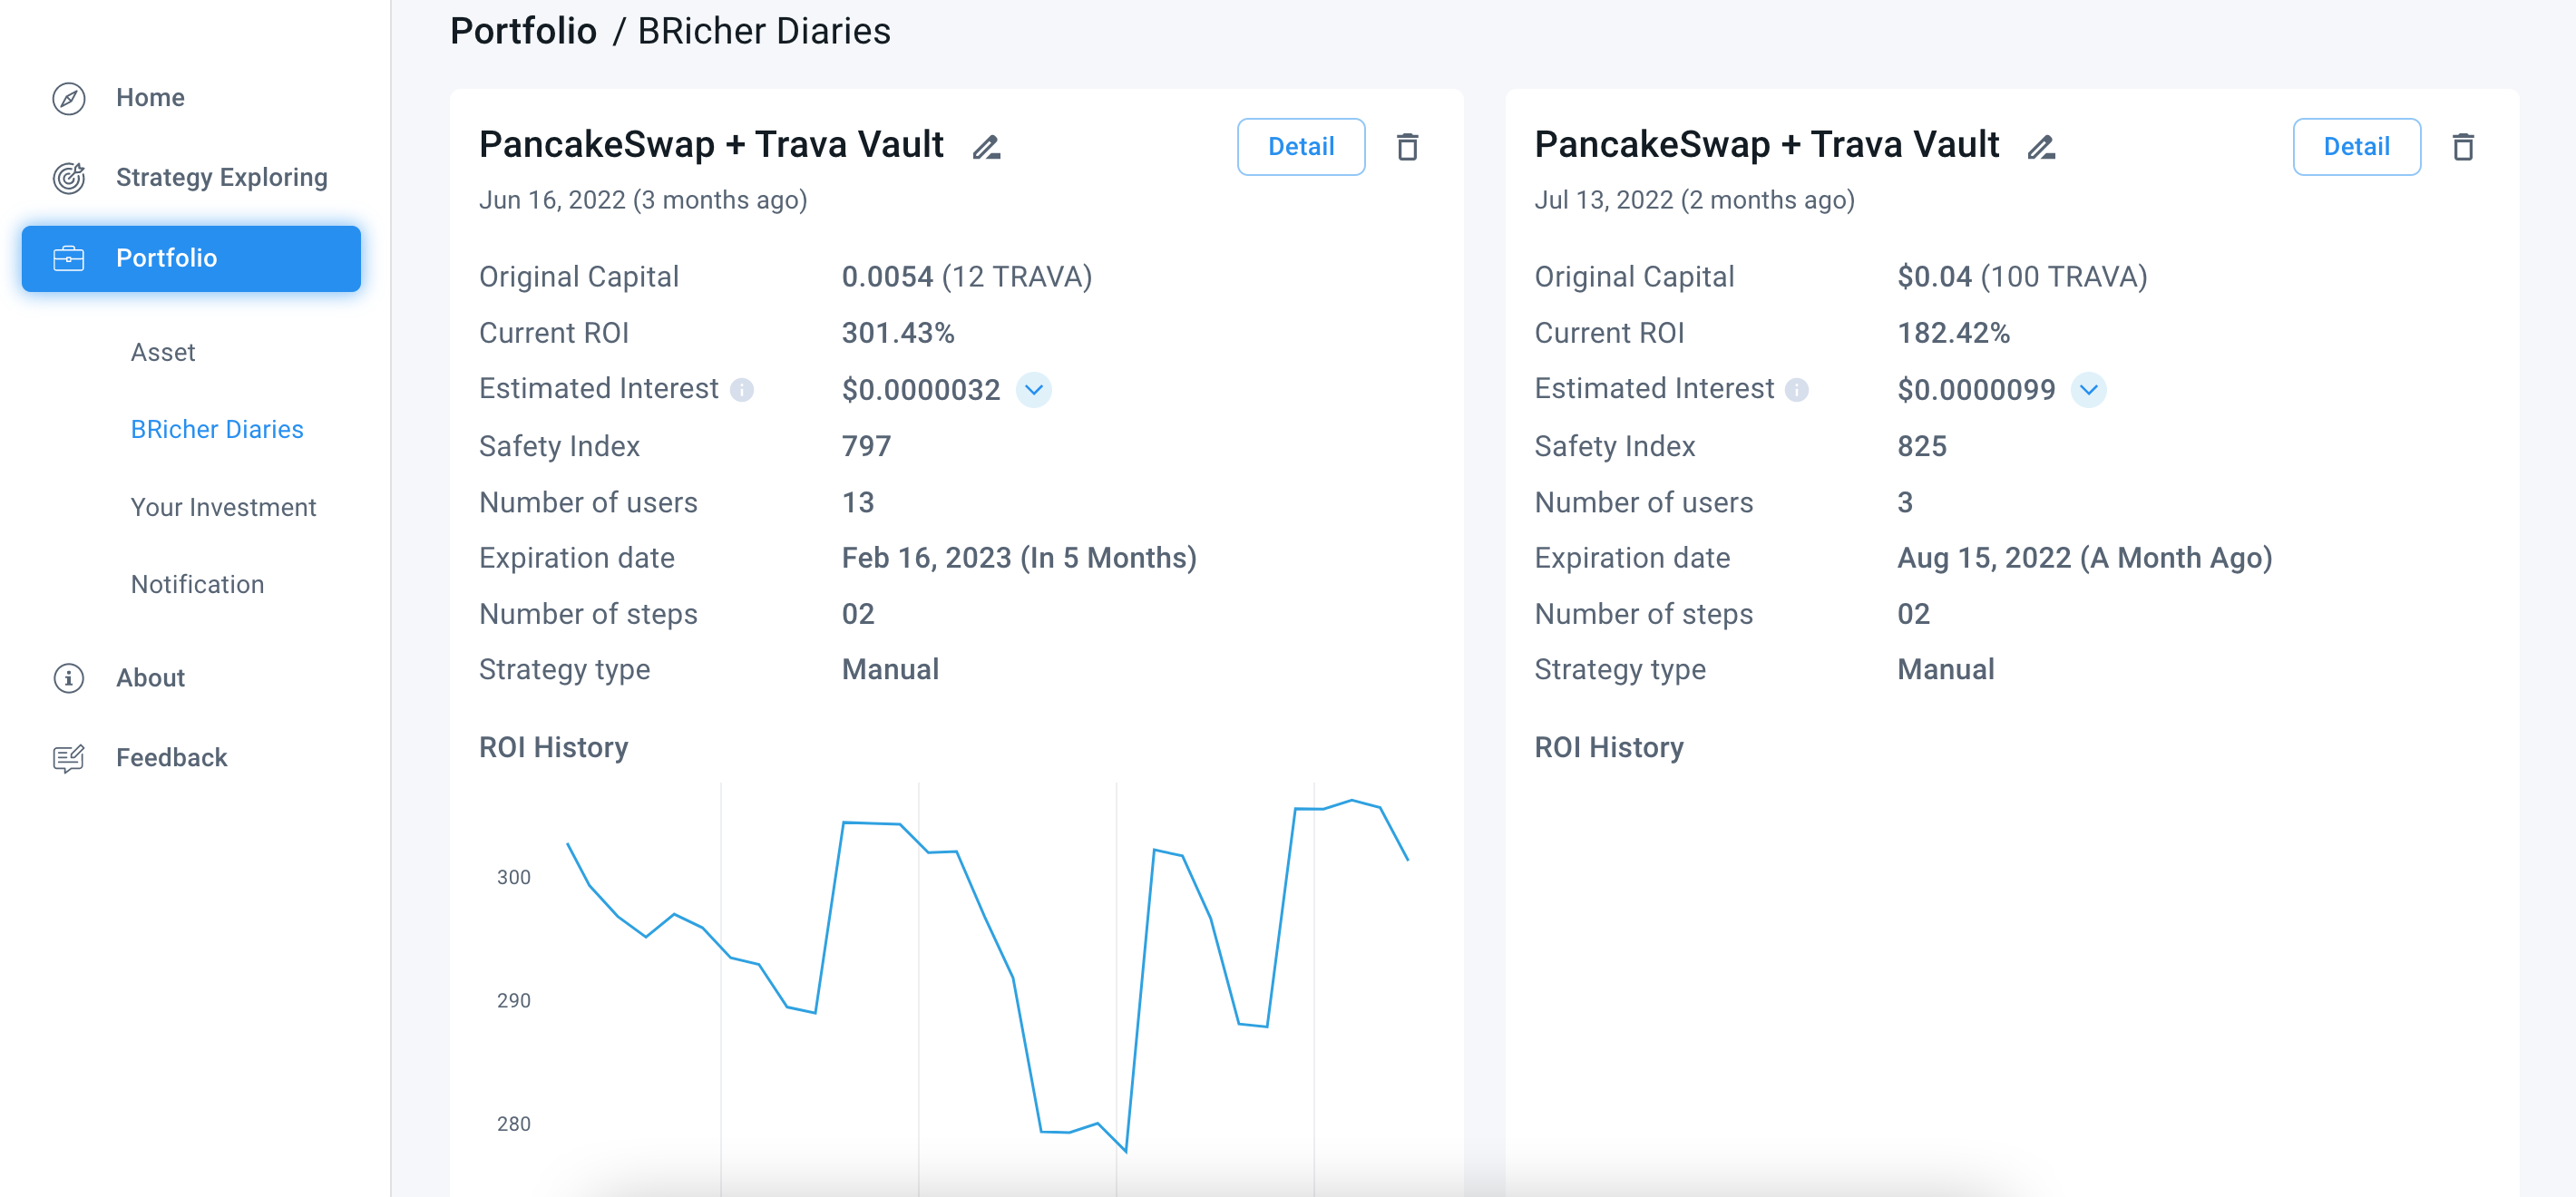 Portfolio / BRicher Diaries
Home
Strategy Exploring
Portfolio
Asset
BRicher Diaries
Your Investment
Notification
About
Feedback
PancakeSwap + Trava Vault
Detail
Jun 16, 2022 (3 months ago)
Original Capital 0.0054 (12 TRAVA)
Current ROI 301.43%
Estimated Interest $0.0000032
Safety Index 797
Number of users 13
Expiration date Feb 16, 2023 (In 5 Months)
Number of steps 02
Strategy type Manual
ROI History
300
290
280
PancakeSwap + Trava Vault
Detail
Jul 13, 2022 (2 months ago)
Original Capital $0.04 (100 TRAVA)
Current ROI 182.42%
Estimated Interest $0.0000099
Safety Index 825
Number of users 3
Expiration date Aug 15, 2022 (A Month Ago)
Number of steps 02
Strategy type Manual
ROI History